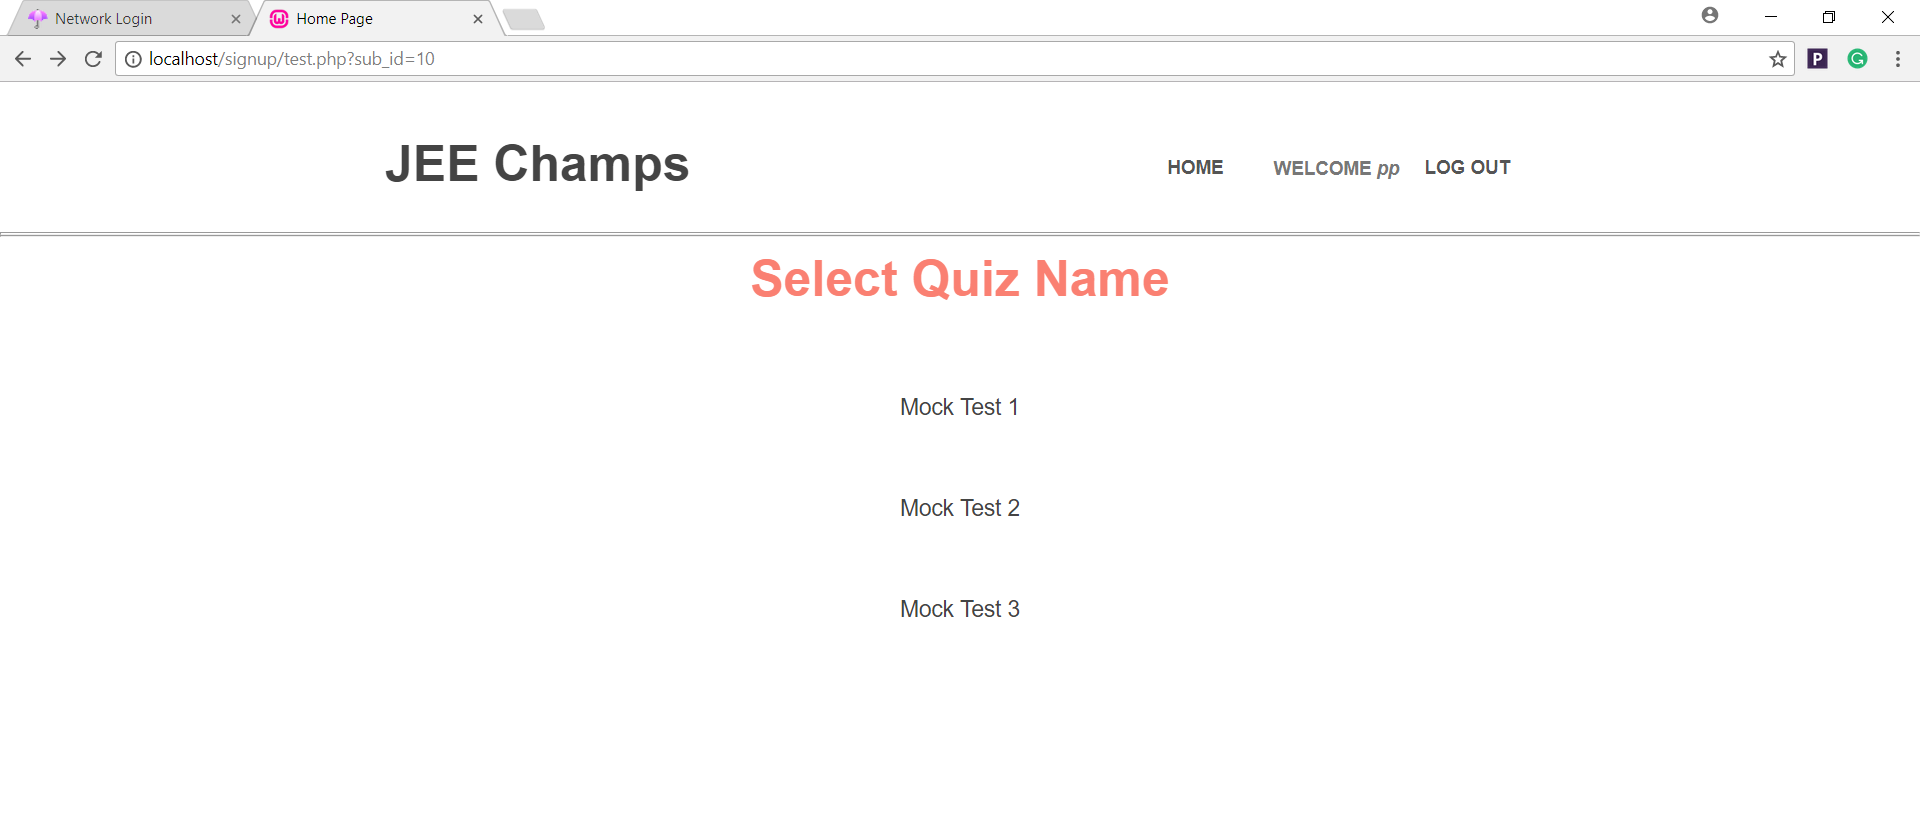 Network Login
Home Page
localhost/signup/test.php?sub_id=10
P
G
JEE Champs
HOME WELCOME pp LOG OUT
Select Quiz Name
Mock Test 1
Mock Test 2
Mock Test 3